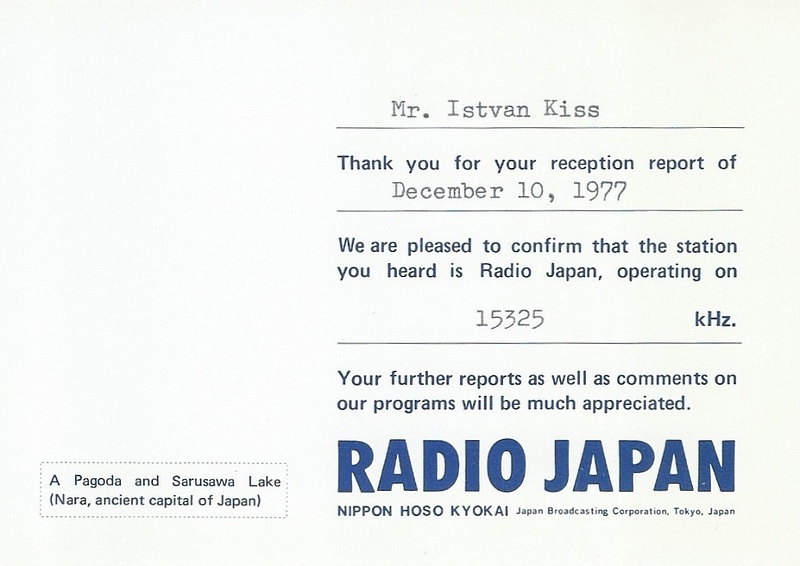 Mr. Istvan Kiss
Thank you for your reception report of
December 10, 1977
We are pleased to confirm that the station
you heard is Radio Japan, operating on
15325 kHz.
Your further reports as well as comments on
our programs will be much appreciated.
RADIO JAPAN
NIPPON HOSO KYOKAI Japan Broadcasting Corporation, Tokyo, Japan
A Pagoda and Sarusawa Lake
(Nara, ancient capital of Japan)